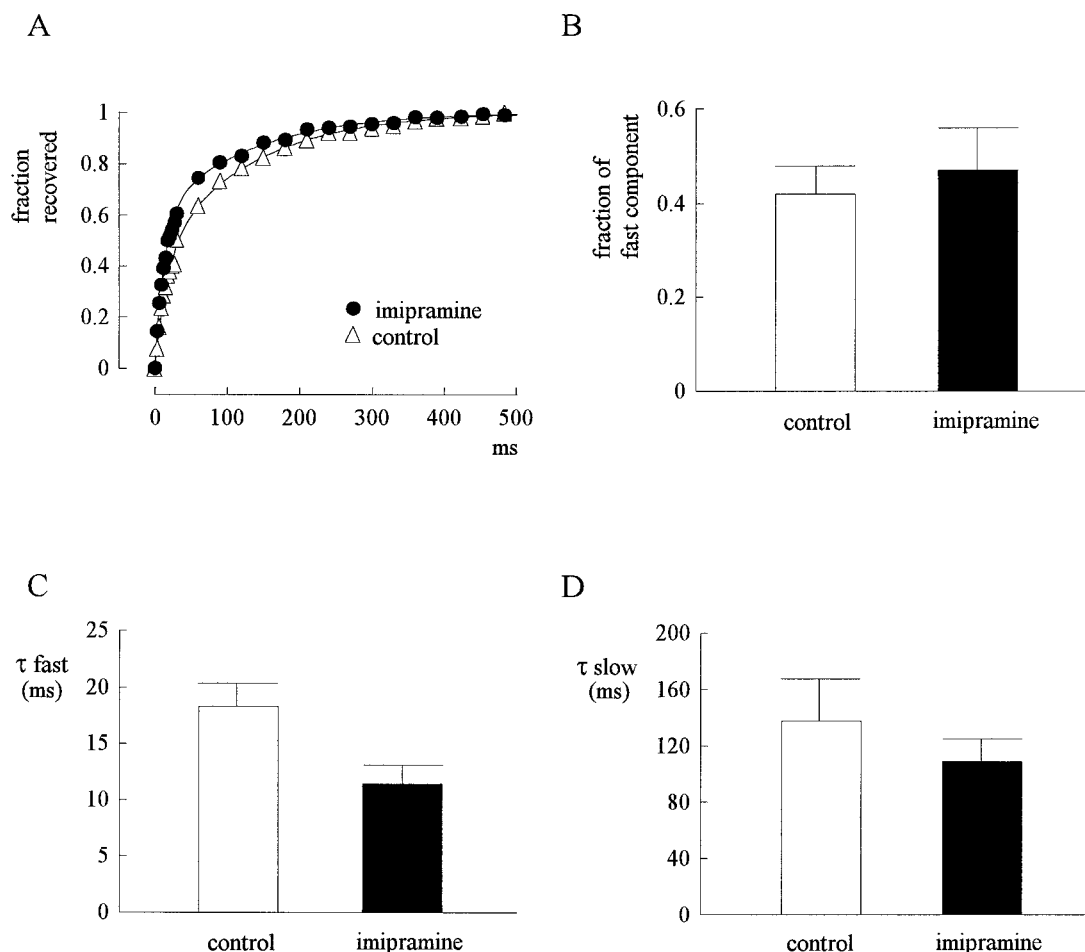 A
fraction
recovered
1
0.8
0.6
0.4
0.2
0
imipramine
control
0 100 200 300 400 500
ms
B
fraction of
fast component
0.6
0.4
0.2
0
control imipramine
C
τ fast
(ms)
25
20
15
10
5
0
control imipramine
D
τ slow
(ms)
200
160
120
80
40
0
control imipramine